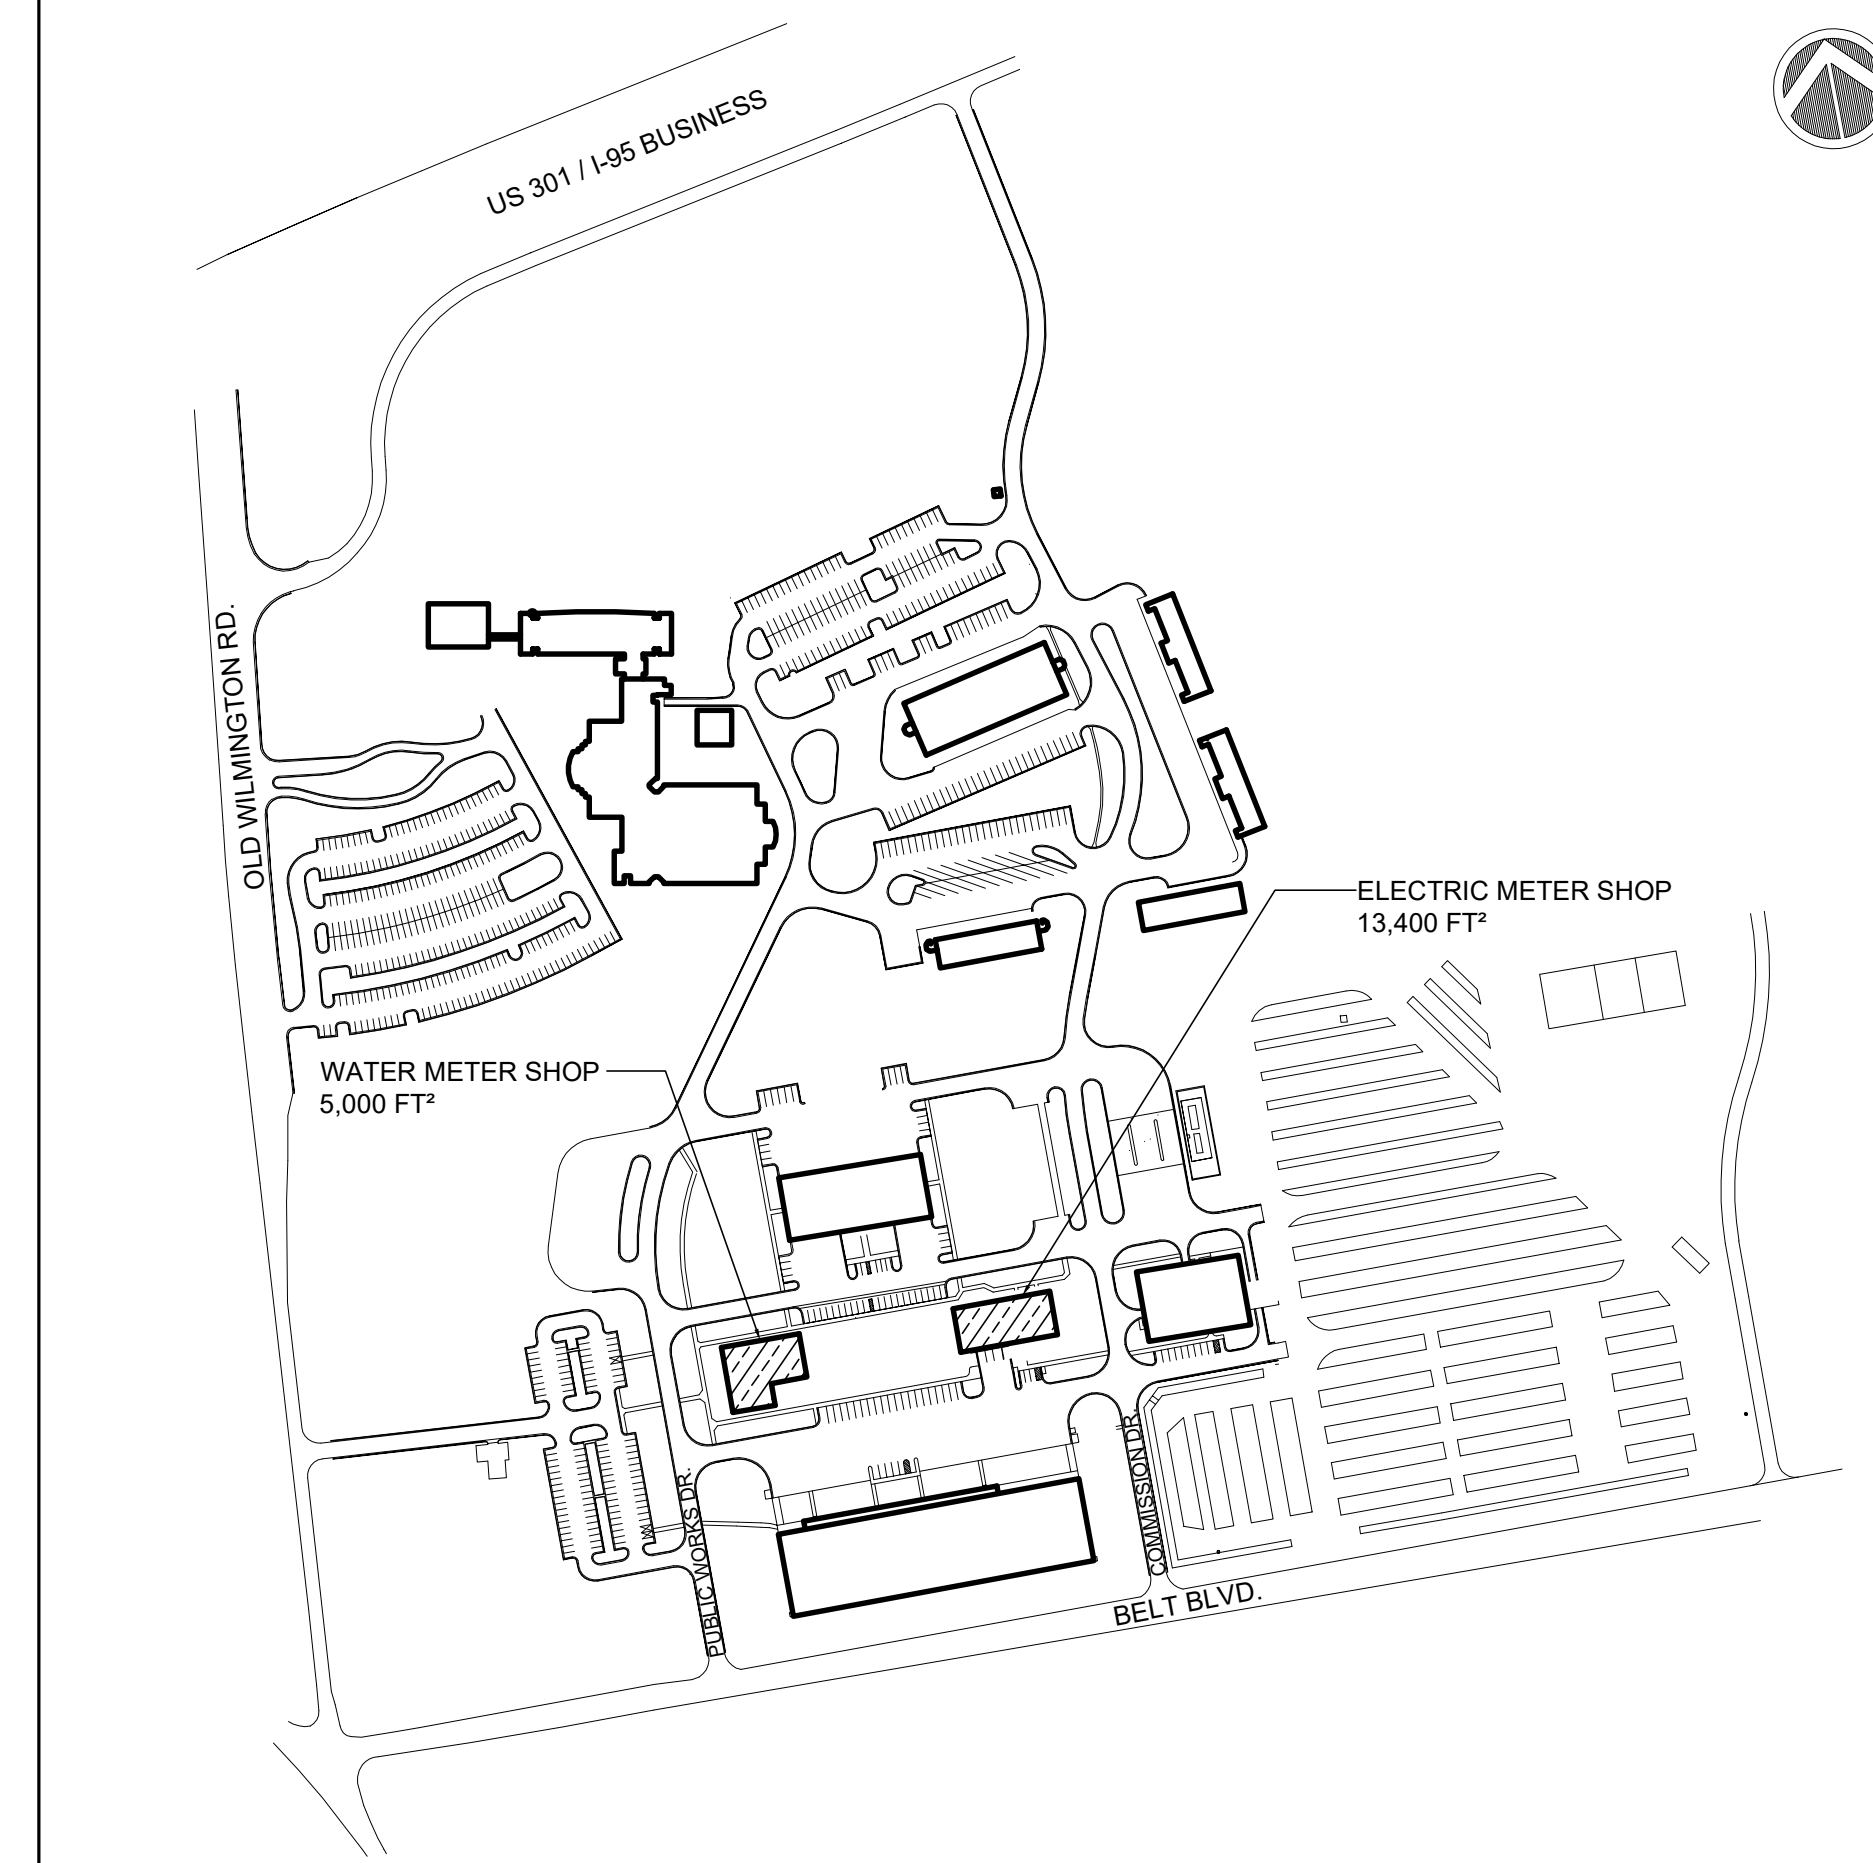 US 301 / I-95 BUSINESS
OLD WILMINGTON RD.
ELECTRIC METER SHOP
13,400 FT²
WATER METER SHOP
5,000 FT²
COMMISSION DR.
PUBLIC WORKS DR.
BELT BLVD.